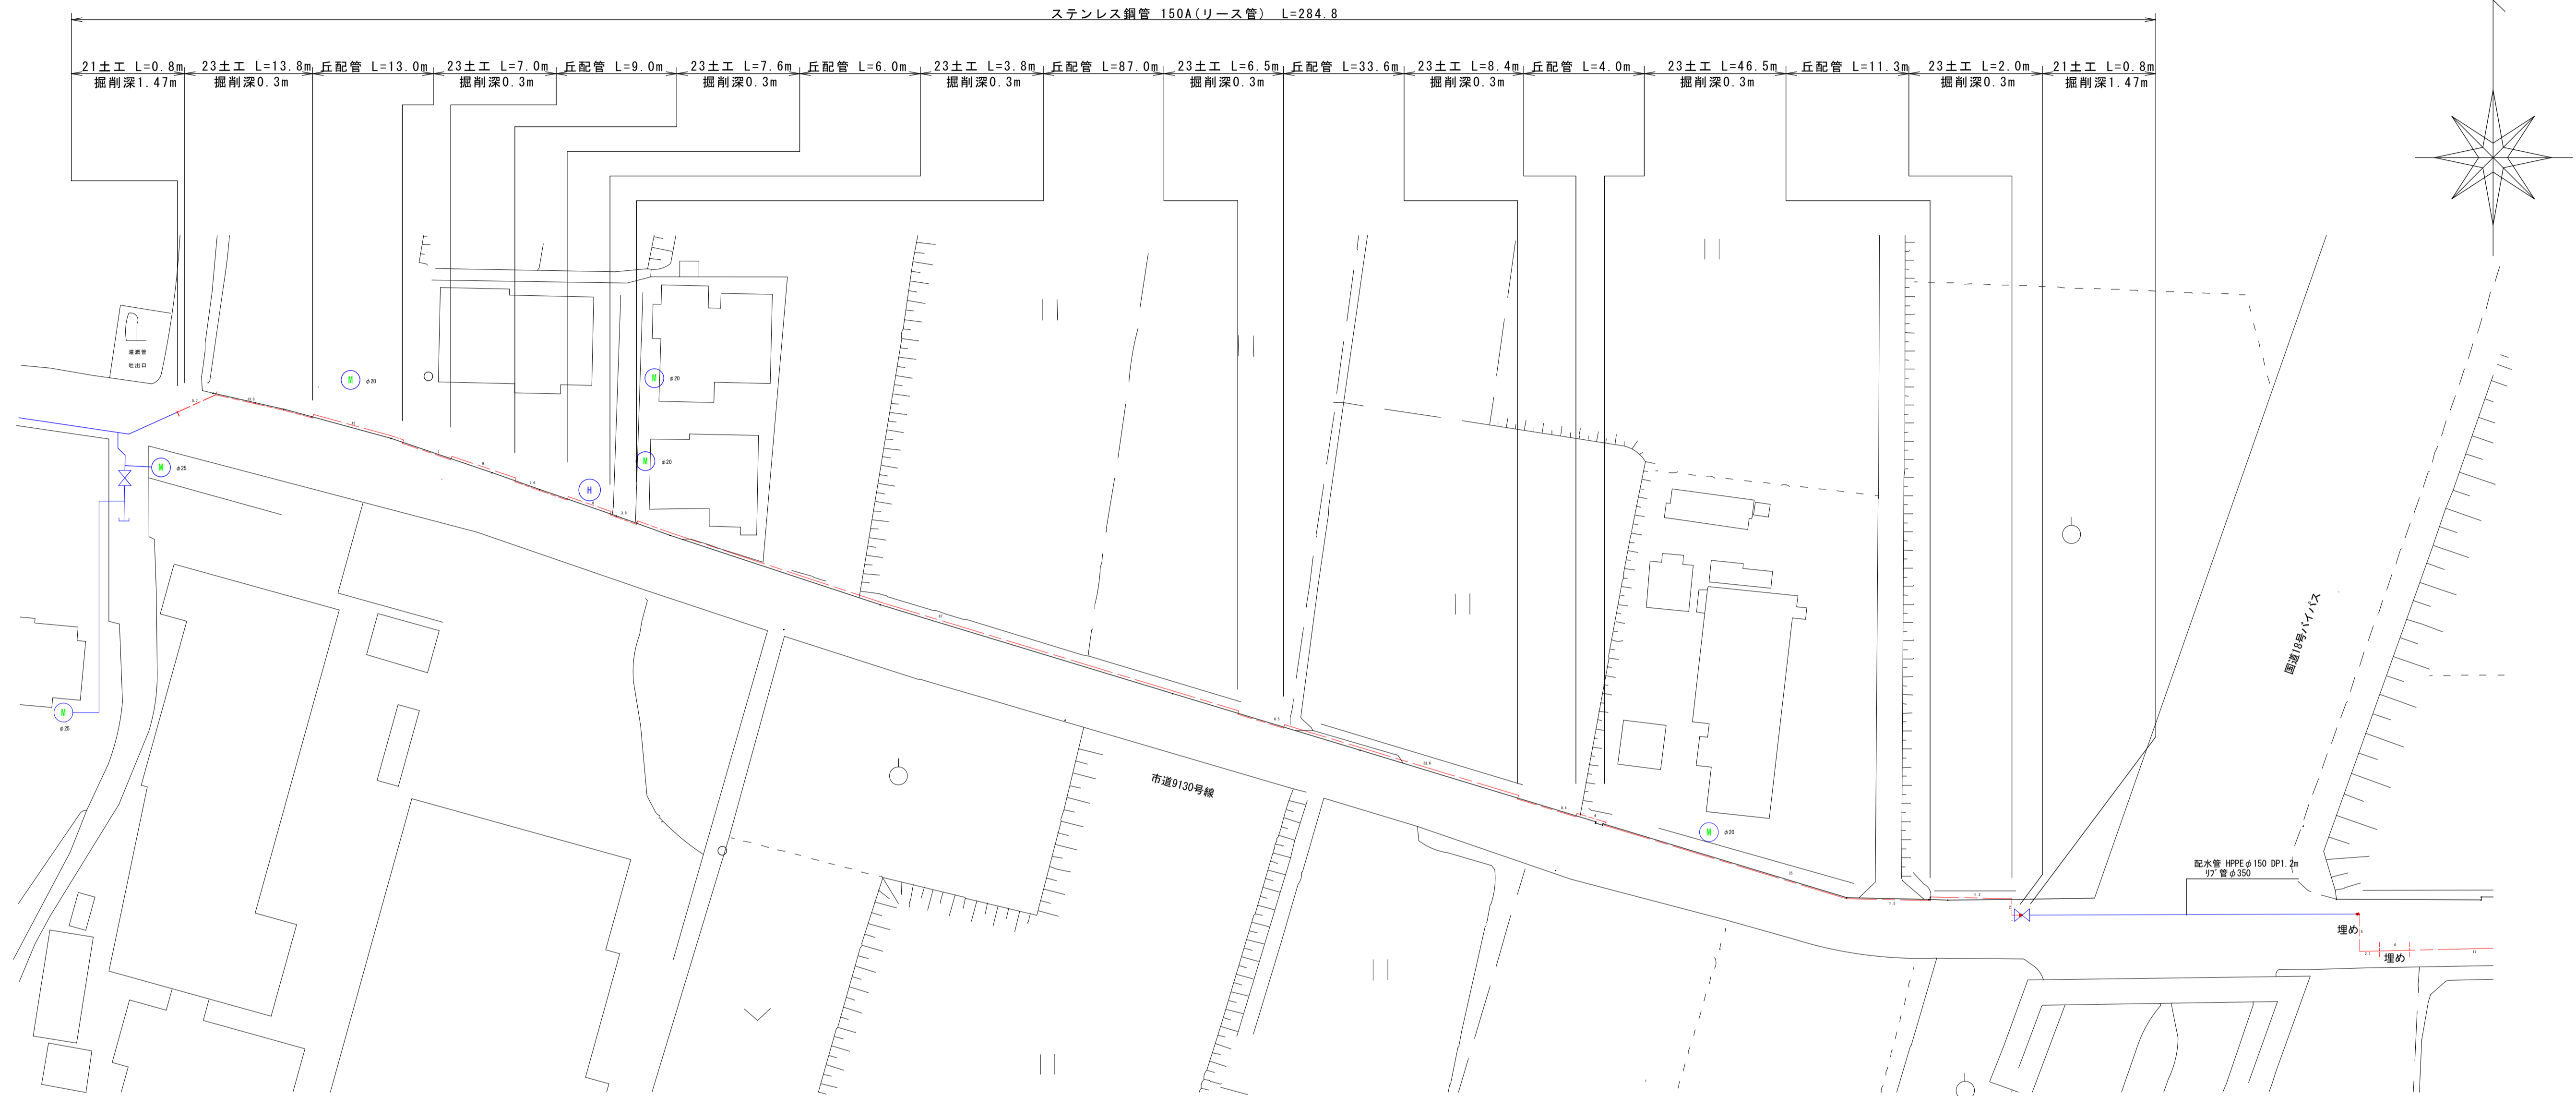 ステンレス鋼管 150A(リース管) L=284.8
21土工 L=0.8m
掘削深1.47m
23土工 L=13.8m
掘削深0.3m
丘配管 L=13.0m
23土工 L=7.0m
掘削深0.3m
丘配管 L=9.0m
23土工 L=7.6m
掘削深0.3m
丘配管 L=6.0m
23土工 L=3.8m
掘削深0.3m
丘配管 L=87.0m
23土工 L=6.5m
掘削深0.3m
丘配管 L=33.6m
23土工 L=8.4m
掘削深0.3m
丘配管 L=4.0m
23土工 L=46.5m
掘削深0.3m
丘配管 L=11.3m
23土工 L=2.0m
掘削深0.3m
21土工 L=0.8m
掘削深1.47m
吐出口
M φ20
M φ20
M φ20
M φ25
H
M φ25
M φ20
国道18号バイパス
市道9130号線
配水管 HPPEφ150 DP1.2m
ﾘﾌﾞ管φ350
埋め
埋め